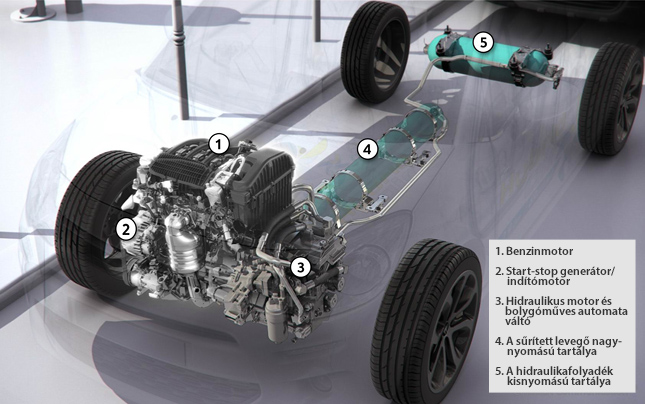 1
2
3
4
5
1. Benzinmotor
2. Start-stop generátor/
indítómotor
3. Hidraulikus motor és
bolygóműves automata
váltó
4. A sűrített levegő nagy-
nyomású tartálya
5. A hidraulikafolyadék
kisnyomású tartálya